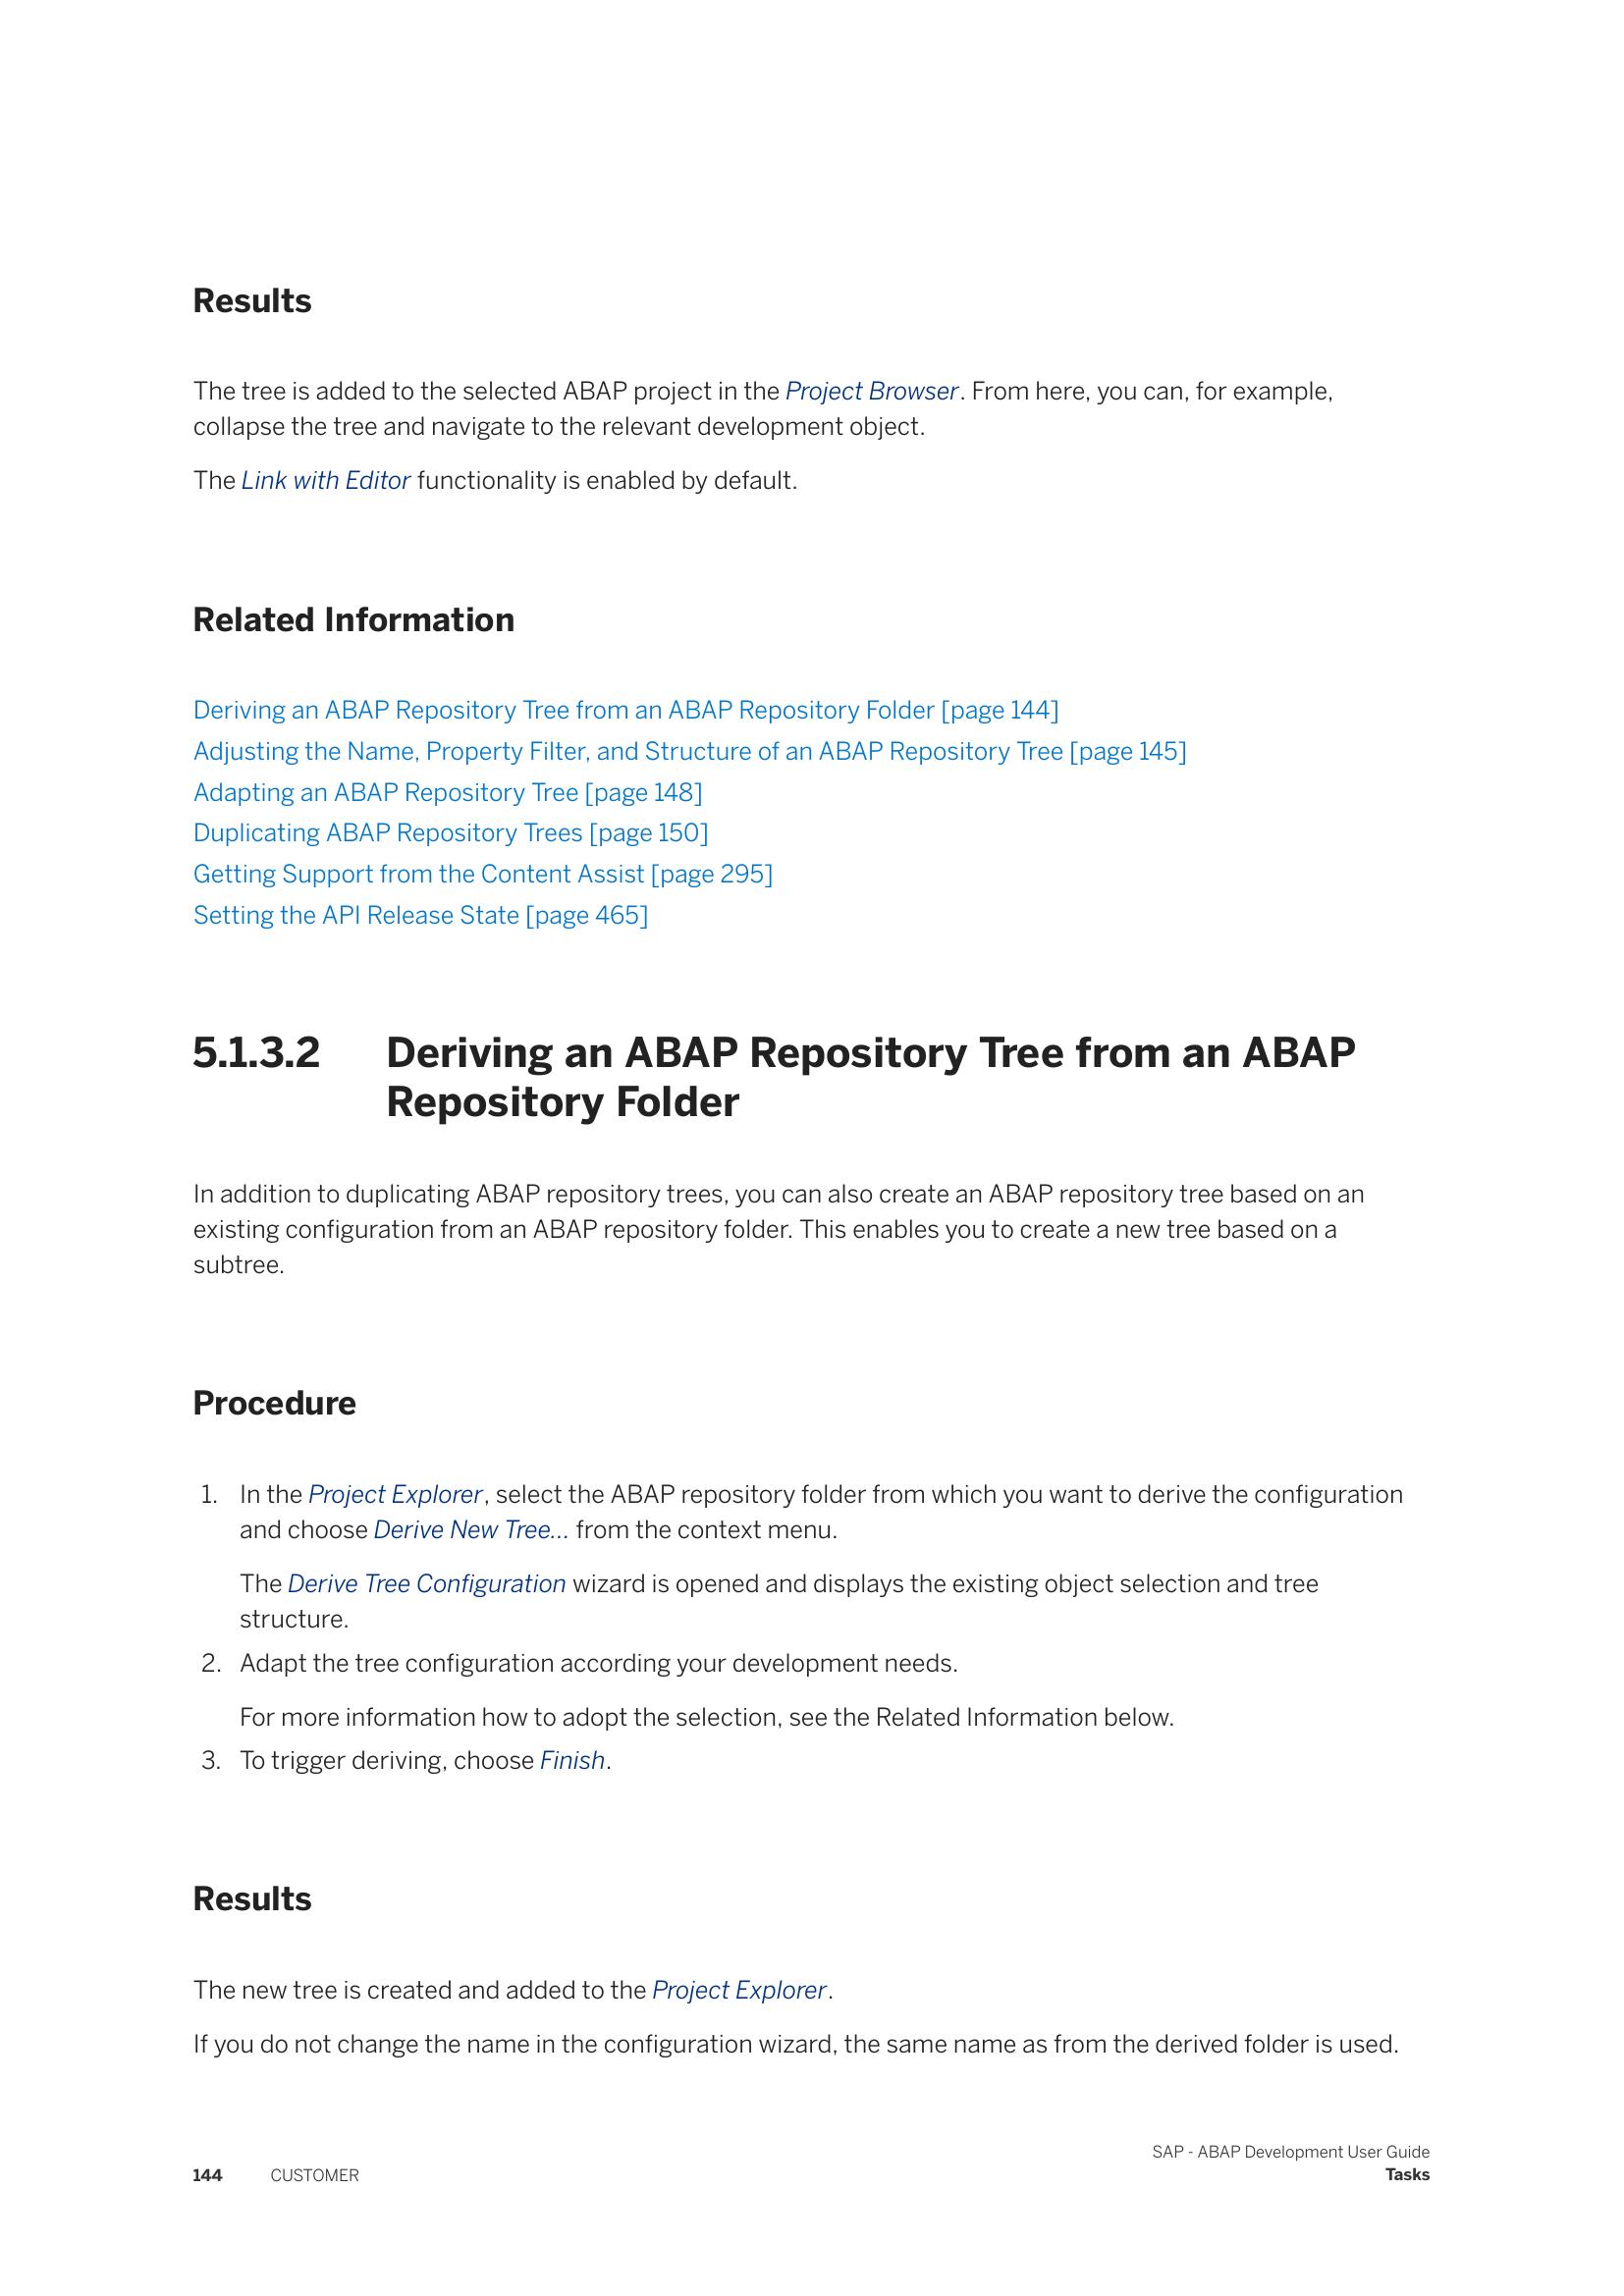 Results
The tree is added to the selected ABAP project in the Project Browser. From here, you can, for example,
collapse the tree and navigate to the relevant development object.
The Link with Editor functionality is enabled by default.
Related Information
Deriving an ABAP Repository Tree from an ABAP Repository Folder [page 144]
Adjusting the Name, Property Filter, and Structure of an ABAP Repository Tree [page 145]
Adapting an ABAP Repository Tree [page 148]
Duplicating ABAP Repository Trees [page 150]
Getting Support from the Content Assist [page 295]
Setting the API Release State [page 465]
5.1.3.2 Deriving an ABAP Repository Tree from an ABAP
Repository Folder
In addition to duplicating ABAP repository trees, you can also create an ABAP repository tree based on an
existing configuration from an ABAP repository folder. This enables you to create a new tree based on a
subtree.
Procedure
1. In the Project Explorer, select the ABAP repository folder from which you want to derive the configuration
and choose Derive New Tree... from the context menu.
The Derive Tree Configuration wizard is opened and displays the existing object selection and tree
structure.
2. Adapt the tree configuration according your development needs.
For more information how to adopt the selection, see the Related Information below.
3. To trigger deriving, choose Finish.
Results
The new tree is created and added to the Project Explorer.
If you do not change the name in the configuration wizard, the same name as from the derived folder is used.
SAP - ABAP Development User Guide
144 CUSTOMER Tasks